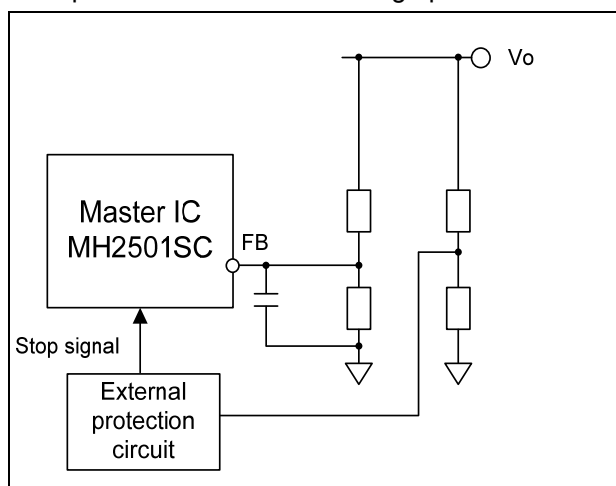 Vo
Master IC
MH2501SC
FB
Stop signal
External
protection
circuit